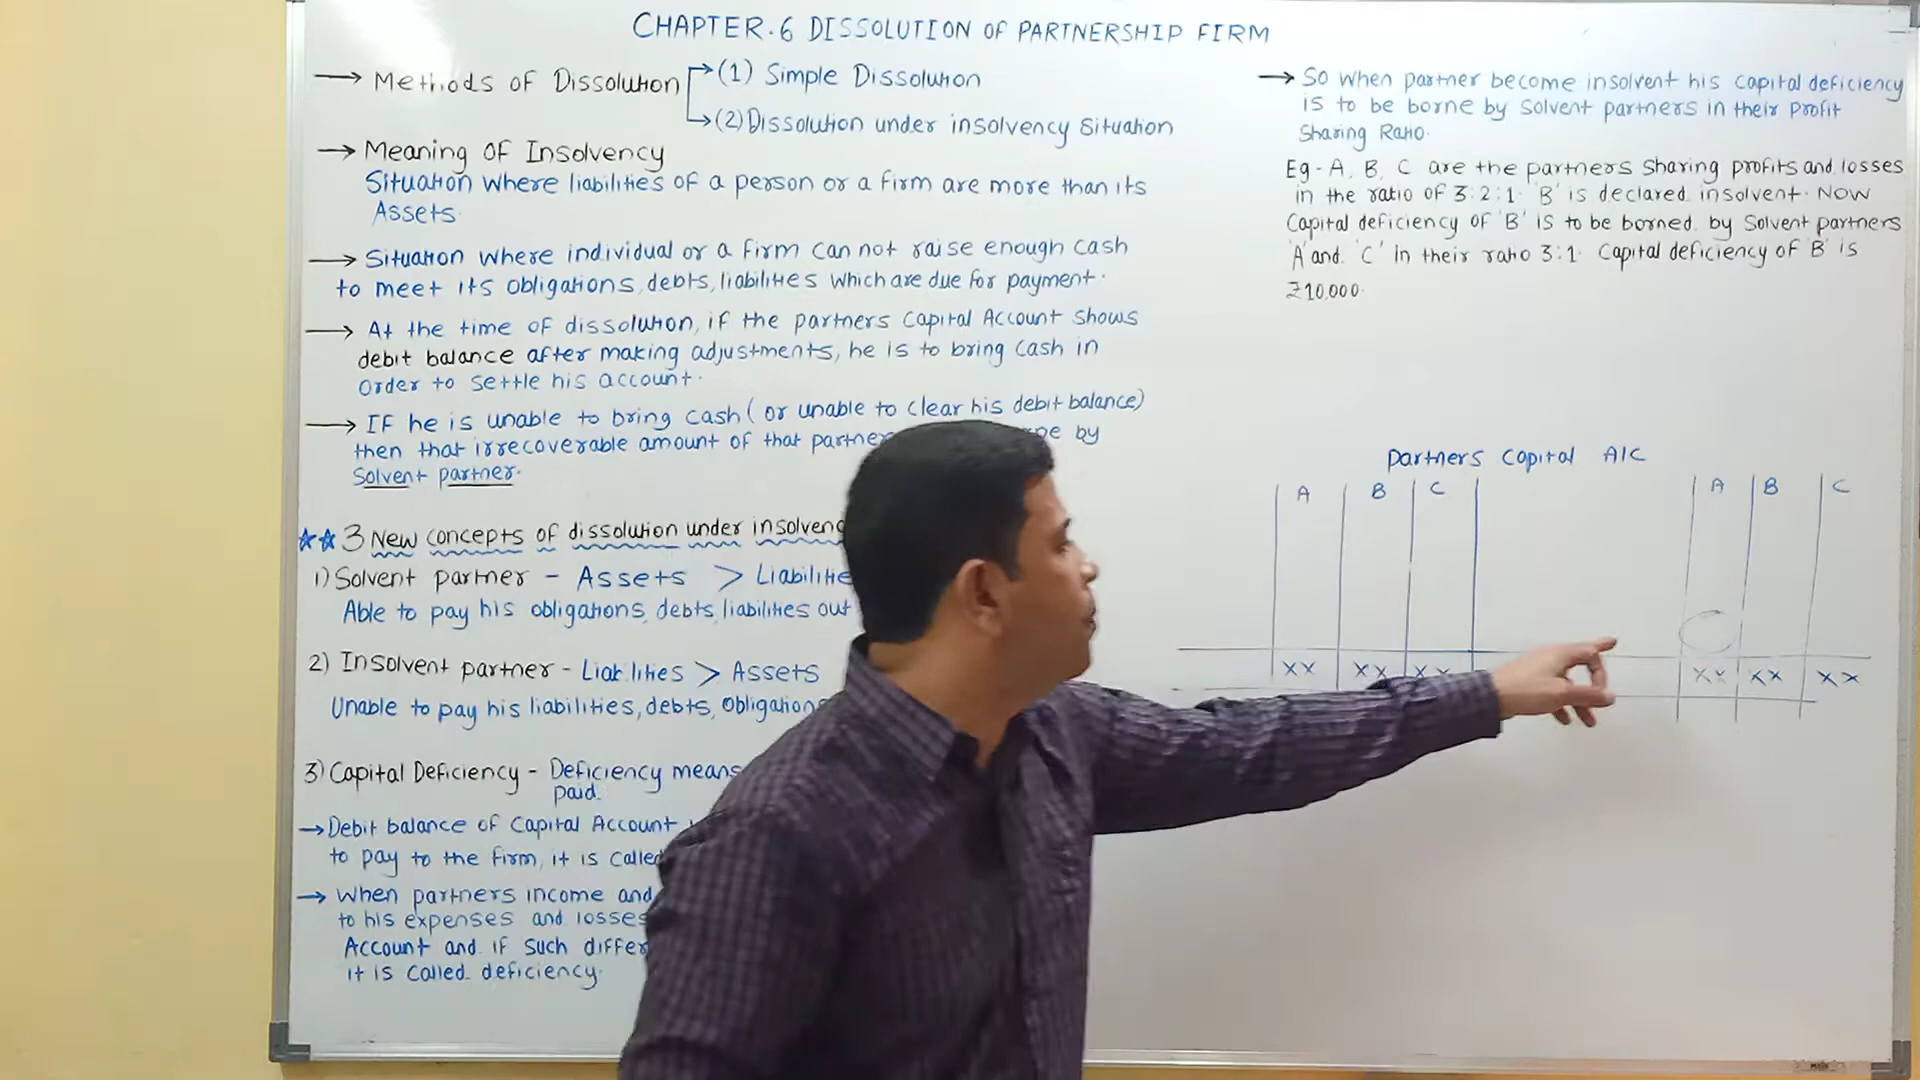 CHAPTER.6 DISSOLUTION OF PARTNERSHIP FIRM
→ Methods of Dissolution → (1) Simple Dissolution
→ (2) Dissolution under insolvency Situation
→ Meaning OF Insolvency
Situation where liabilities of a person or a firm are more than its
Assets.
→ Situation where individual or a firm can not raise enough cash
to meet its obligations, debts, liabilities which are due for payment.
→ At the time of dissolution, if the partners Capital Account shows
debit balance after making adjustments, he is to bring cash in
order to settle his account.
→ If he is unable to bring cash (or unable to clear his debit balance)
then that irrecoverable amount of that by
Solvent partner.
★★ 3 New concepts of dissolution under
1) Solvent partner - Assets >
Able to pay his obligations, debts, liabilities out
2) Insolvent partner - Liabilities > Assets
Unable to pay his liabilities, debts,
3) Capital Deficiency - Deficiency means
paid.
→ Debit balance of Capital Account
to pay to the firm, it is
→ When partners income and
to his expenses and losses
Account and if such
it is called deficiency.
→ So when partner become insolvent his capital deficiency
is to be borne by solvent partners in their profit
Sharing Ratio.
Eg - A, B, C are the partners sharing profits and losses
in the ratio of 3:2:1. 'B' is declared insolvent. Now
Capital deficiency of 'B' is to be borned by Solvent partners
'A' and 'C' in their ratio 3:1. Capital deficiency of 'B' is
₹10,000.
Partners Capital A/C
A B C A B C
XX XX XX XX XX XX